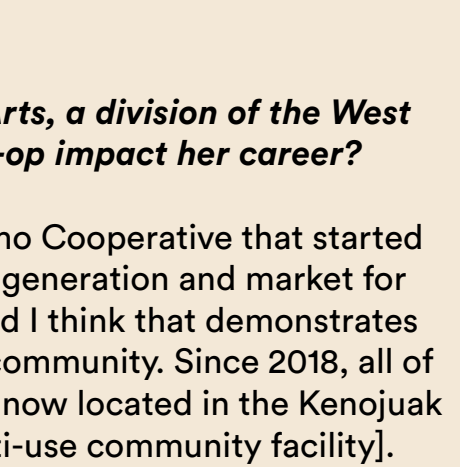 Arts, a division of the West
-op impact her career?
no Cooperative that started
generation and market for
d I think that demonstrates
community. Since 2018, all of
now located in the Kenojuak
ti-use community facility].